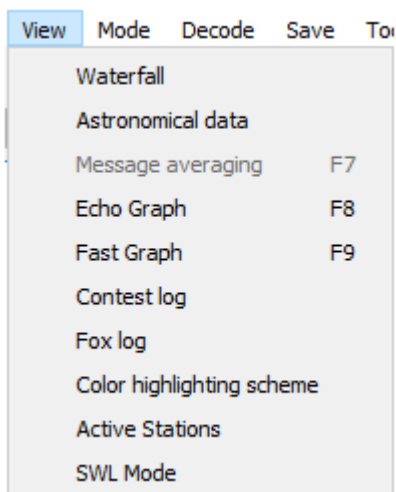 View Mode Decode Save
Waterfall
Astronomical data
Message averaging F7
Echo Graph F8
Fast Graph F9
Contest log
Fox log
Color highlighting scheme
Active Stations
SWL Mode